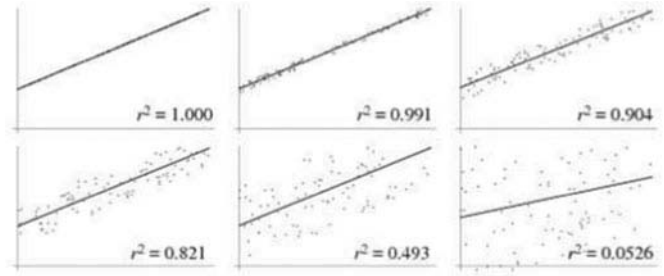 r² = 1.000
r² = 0.991
r² = 0.904
r² = 0.821
r² = 0.493
r² = 0.0526